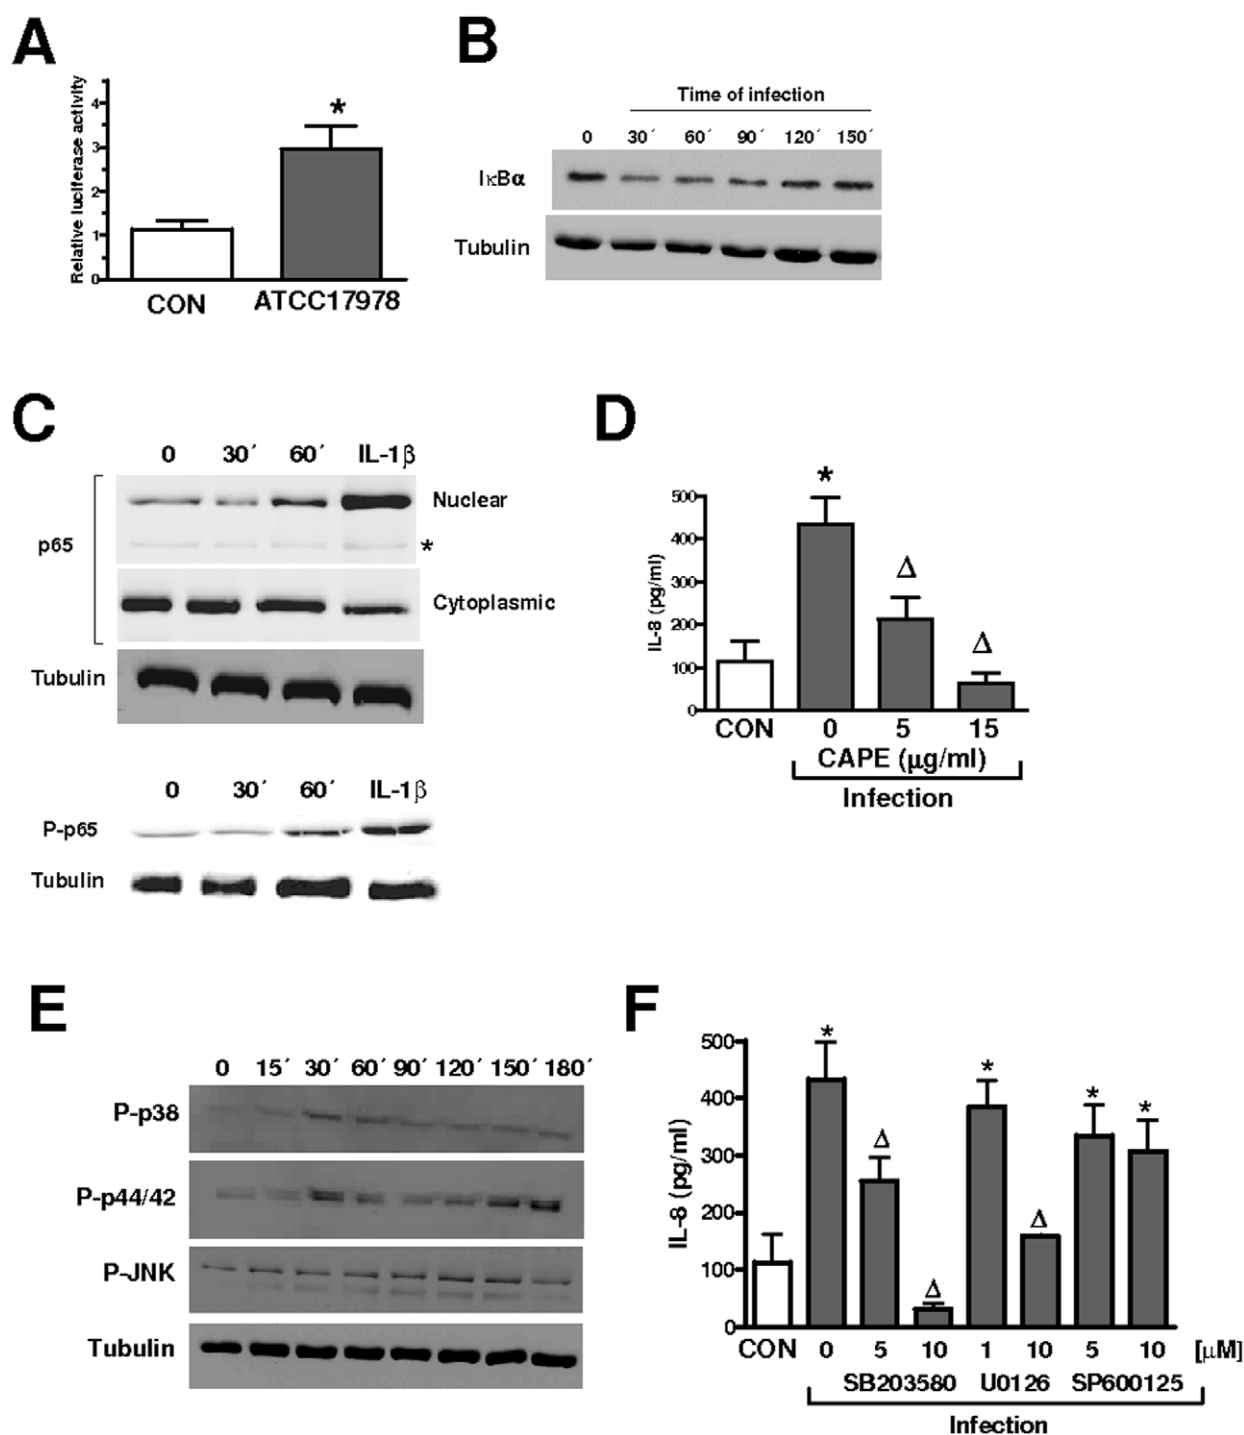 A
Relative luciferase activity
4
3
2
1
0
*
CON
ATCC17978
B
Time of infection
0 30´ 60´ 90´ 120´ 150´
IκBα
Tubulin
C
0 30´ 60´ IL-1β
p65
Nuclear
*
Cytoplasmic
Tubulin
0 30´ 60´ IL-1β
P-p65
Tubulin
D
IL-8 (pg/ml)
500
400
300
200
100
0
*
Δ
Δ
CON 0 5 15
CAPE (μg/ml)
Infection
E
0 15´ 30´ 60´ 90´ 120´ 150´ 180´
P-p38
P-p44/42
P-JNK
Tubulin
F
IL-8 (pg/ml)
500
400
300
200
100
0
*
Δ
Δ
*
Δ
*
*
CON 0 5 10 1 10 5 10 [μM]
SB203580 U0126 SP600125
Infection